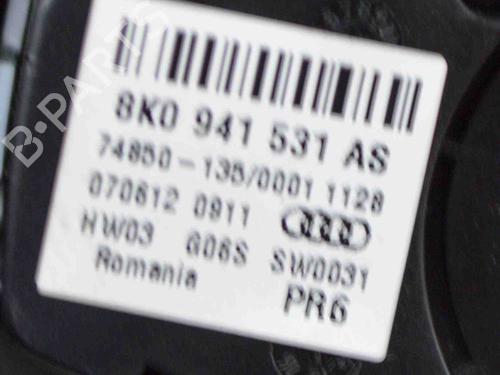 8K0 941 531 AS
74850-135/0001 1128
070612 0911
HW03 G06S SW0031
Romania PR6
B-PARTS